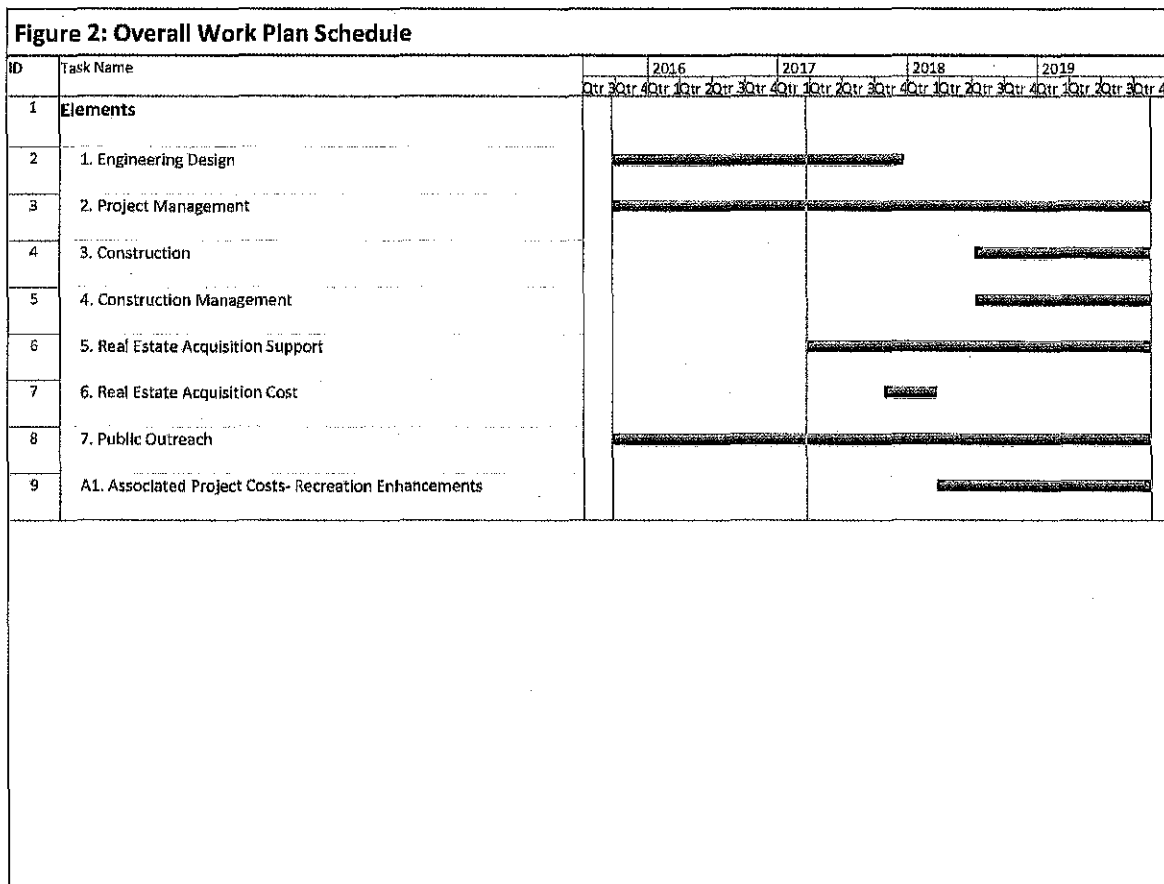 Figure 2: Overall Work Plan Schedule
ID Task Name 2016 2017 2018 2019
Qtr 3 Qtr 4 Qtr 1 Qtr 2 Qtr 3 Qtr 4 Qtr 1 Qtr 2 Qtr 3 Qtr 4 Qtr 1 Qtr 2 Qtr 3 Qtr 4 Qtr 1 Qtr 2 Qtr 3 Qtr 4
1 Elements
2 1. Engineering Design
3 2. Project Management
4 3. Construction
5 4. Construction Management
6 5. Real Estate Acquisition Support
7 6. Real Estate Acquisition Cost
8 7. Public Outreach
9 A1. Associated Project Costs- Recreation Enhancements